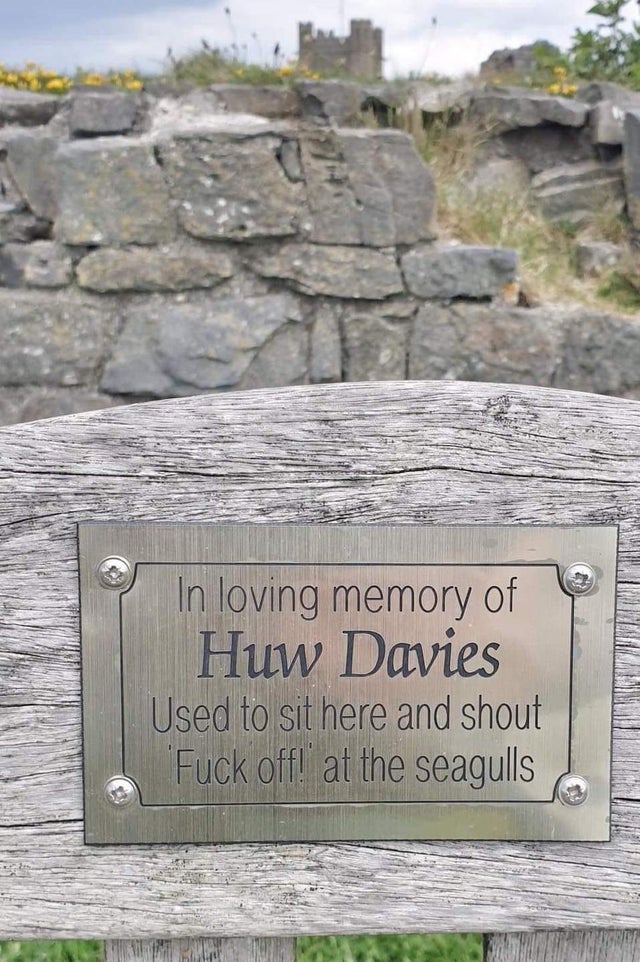 In loving memory of
Huw Davies
Used to sit here and shout
'Fuck off!' at the seagulls